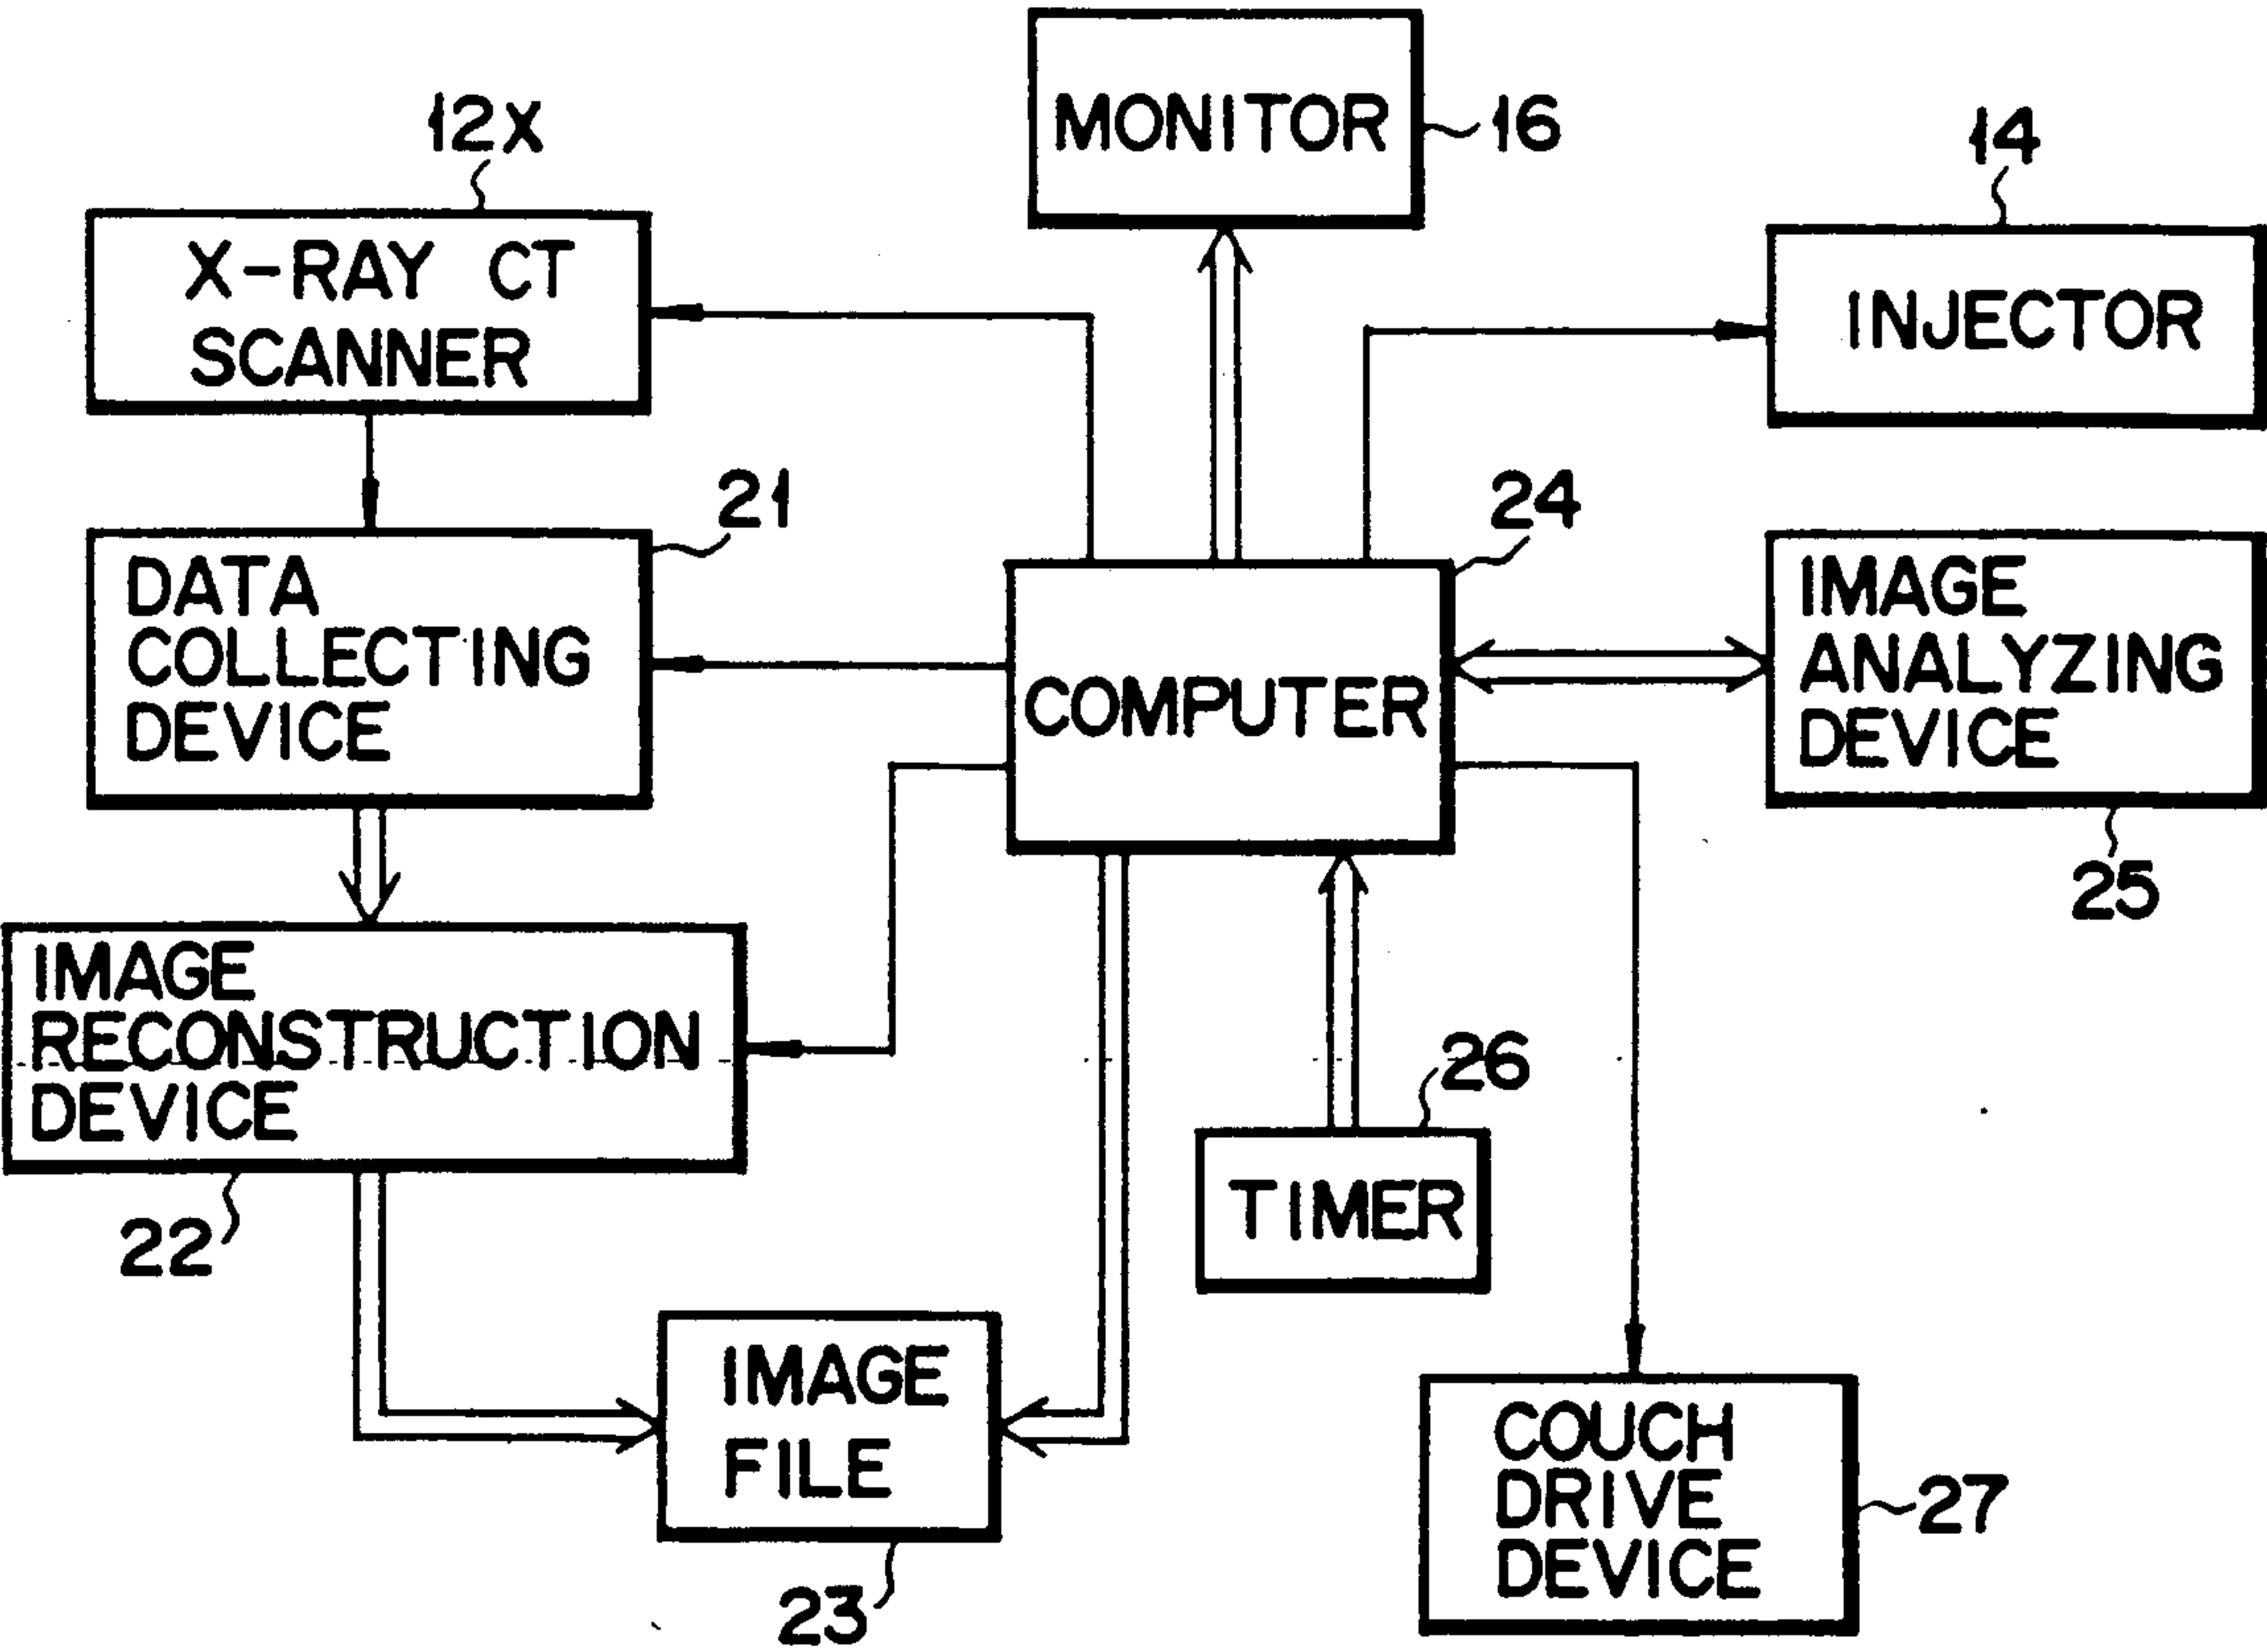 MONITOR
16
12X
14
X-RAY CT
SCANNER
INJECTOR
21
24
DATA
COLLECTING
DEVICE
COMPUTER
IMAGE
ANALYZING
DEVICE
25
IMAGE
RECONSTRUCTION
DEVICE
22
26
TIMER
IMAGE
FILE
23
COUCH
DRIVE
DEVICE
27